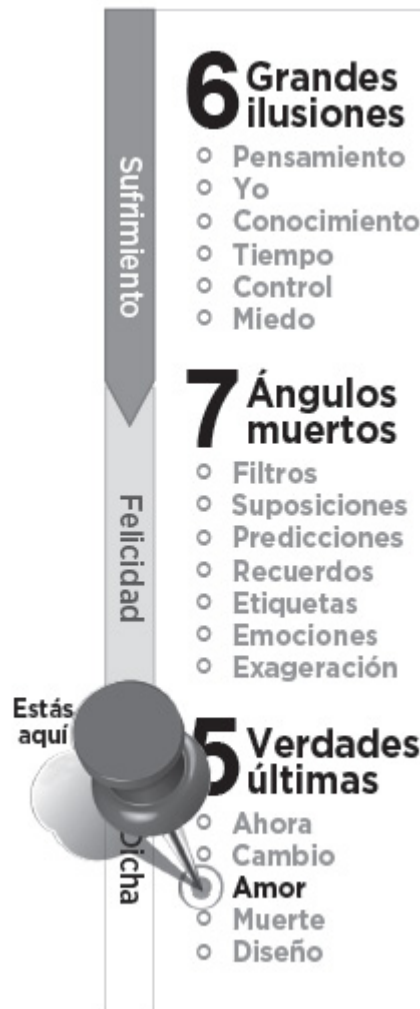 6 Grandes
ilusiones
Pensamiento
Yo
Conocimiento
Tiempo
Control
Miedo
Sufrimiento
7 Ángulos
muertos
Filtros
Suposiciones
Predicciones
Recuerdos
Etiquetas
Emociones
Exageración
Felicidad
Estás
aquí
5 Verdades
últimas
Ahora
Cambio
Amor
Muerte
Diseño
Dicha